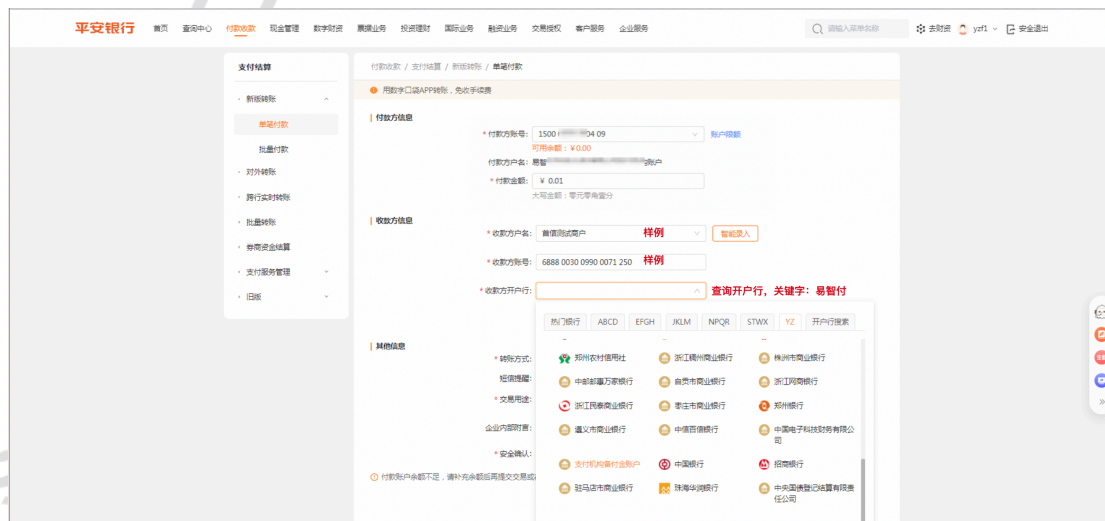 平安银行 首页 查询中心 付款收款 现金管理 数字财资 票据业务 投资理财 国际业务 融资业务 交易授权 客户服务 企业服务 请输入菜单名称 去财资 yzf1 安全退出
支付结算
新版转账
单笔付款
批量付款
对外转账
跨行实时转账
批量转账
券商资金结算
支付服务管理
旧版
付款收款 / 支付结算 / 新版转账 / 单笔付款
用数字口袋APP转账，免收手续费
付款方信息
* 付款方账号: 1500 04 09 账户限额
可用余额：¥ 0.00
付款方户名: 易智 账户
* 付款金额: ¥ 0.01
大写金额：零元零角壹分
收款方信息
* 收款方户名: 首信测试商户 样例 智能录入
* 收款方账号: 6888 0030 0990 0071 250 样例
* 收款方开户行: 查询开户行，关键字：易智付
热门银行 ABCD EFGH JKLM NPQR STWX YZ 开户行搜索
郑州农村信用社 浙江稠州商业银行 株洲市商业银行
中邮邮惠万家银行 自贡市商业银行 浙江网商银行
浙江民泰商业银行 枣庄市商业银行 郑州银行
遵义市商业银行 中信百信银行 中国电子科技财务有限公
司
支付机构备付金账户 中国银行 招商银行
驻马店市商业银行 珠海华润银行 中央国债登记结算有限责
任公司
其他信息
* 转账方式:
短信提醒:
* 交易用途:
企业内部附言:
* 安全确认:
付款账户余额不足，请补充余额后再提交交易或